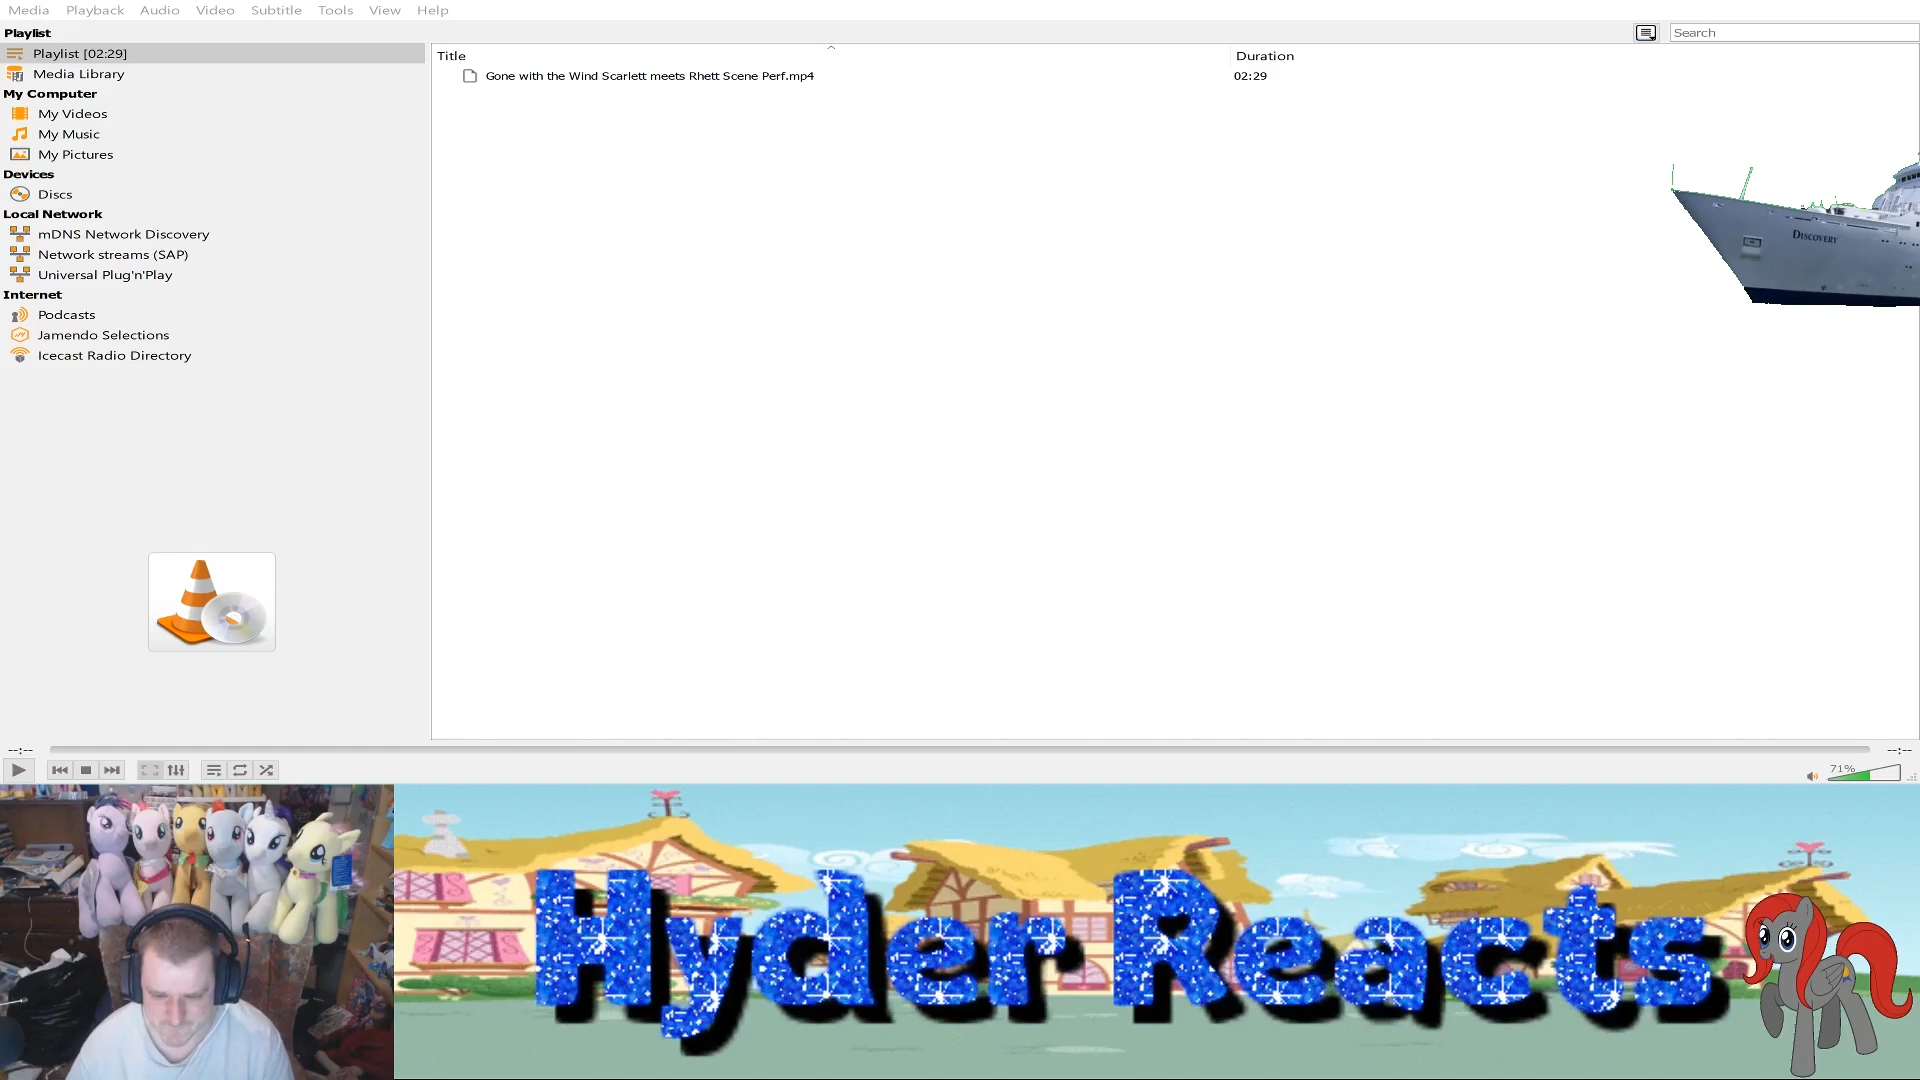 Media Playback Audio Video Subtitle Tools View Help
Playlist
Search
Playlist [02:29]
Media Library
My Computer
My Videos
My Music
My Pictures
Devices
Discs
Local Network
mDNS Network Discovery
Network streams (SAP)
Universal Plug'n'Play
Internet
Podcasts
Jamendo Selections
Icecast Radio Directory
Title Duration
Gone with the Wind Scarlett meets Rhett Scene Perf.mp4 02:29
DISCOVERY
--:-- --:--
71%
Hyder Reacts